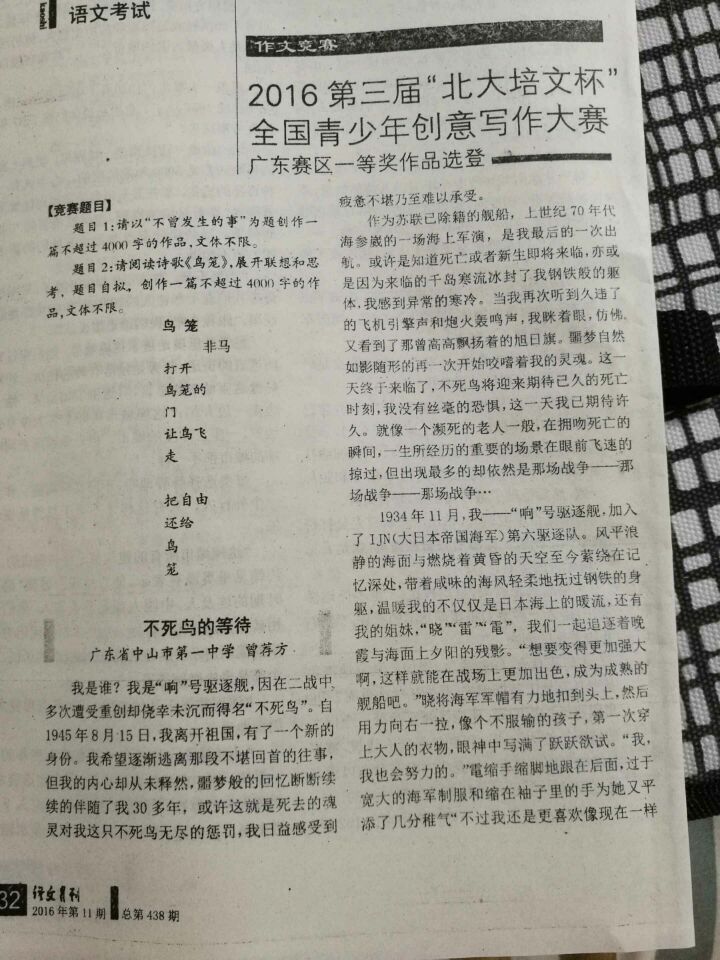 语文考试
作文竞赛
2016 第三届“北大培文杯”
全国青少年创意写作大赛
广东赛区一等奖作品选登
【竞赛题目】
题目 1:请以“不曾发生的事”为题创作一
篇不超过 4000 字的作品,文体不限。
题目 2:请阅读诗歌《鸟笼》,展开联想和思
考，题目自拟，创作一篇不超过 4000 字的作
品,文体不限。
鸟 笼
非马
打开
鸟笼的
门
让鸟飞
走
把自由
还给
鸟
笼
不死鸟的等待
广东省中山市第一中学 曾荐方
我是谁？我是“响”号驱逐舰，因在二战中
多次遭受重创却侥幸未沉而得名“不死鸟”。自
1945 年 8 月 15 日,我离开祖国,有了一个新的
身份。我希望逐渐逃离那段不堪回首的往事，
但我的内心却从未释然,噩梦般的回忆断断续
续的伴随了我 30 多年，或许这就是死去的魂
灵对我这只不死鸟无尽的惩罚,我日益感受到
疲惫不堪乃至难以承受。
作为苏联已除籍的舰船，上世纪 70 年代
海参崴的一场海上军演，是我最后的一次出
航。或许是知道死亡或者新生即将来临,亦或
是因为来临的千岛寒流冰封了我钢铁般的躯
体,我感到异常的寒冷。当我再次听到久违了
的飞机引擎声和炮火轰鸣声,我眯着眼,仿佛
又看到了那曾高高飘扬着的旭日旗。噩梦自然
如影随形的再一次开始咬嗜着我的灵魂。这一
天终于来临了,不死鸟将迎来期待已久的死亡
时刻,我没有丝毫的恐惧,这一天我已期待许
久。就像一个濒死的老人一般,在拥吻死亡的
瞬间,一生所经历的重要的场景在眼前飞速的
掠过,但出现最多的却依然是那场战争——那
场战争——那场战争…
1934 年 11 月,我——“响”号驱逐舰,加入
了 IJN(大日本帝国海军)第六驱逐队。风平浪
静的海面与燃烧着黄昏的天空至今萦绕在记
忆深处,带着咸味的海风轻柔地抚过钢铁的身
躯,温暖我的不仅仅是日本海上的暖流,还有
我的姐妹,“晓”“雷”“電”，我们一起追逐着晚
霞与海面上夕阳的残影。“想要变得更加强大
啊,这样就能在战场上更加出色,成为成熟的
舰船吧。”晓将海军军帽有力地扣到头上,然后
用力向右一拉,像个不服输的孩子,第一次穿
上大人的衣物,眼神中写满了跃跃欲试。“我，
我也会努力的。”電缩手缩脚地跟在后面,过于
宽大的海军制服和缩在袖子里的手为她又平
添了几分稚气“不过我还是更喜欢像现在一样
32 语文月刊
2016 年第 11 期 总第 438 期